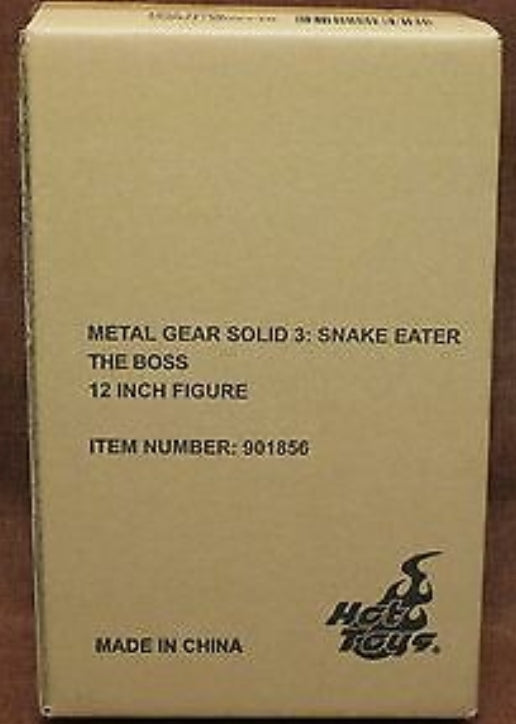 METAL GEAR SOLID 3: SNAKE EATER
THE BOSS
12 INCH FIGURE
ITEM NUMBER: 901856
Hot
Toys.
MADE IN CHINA